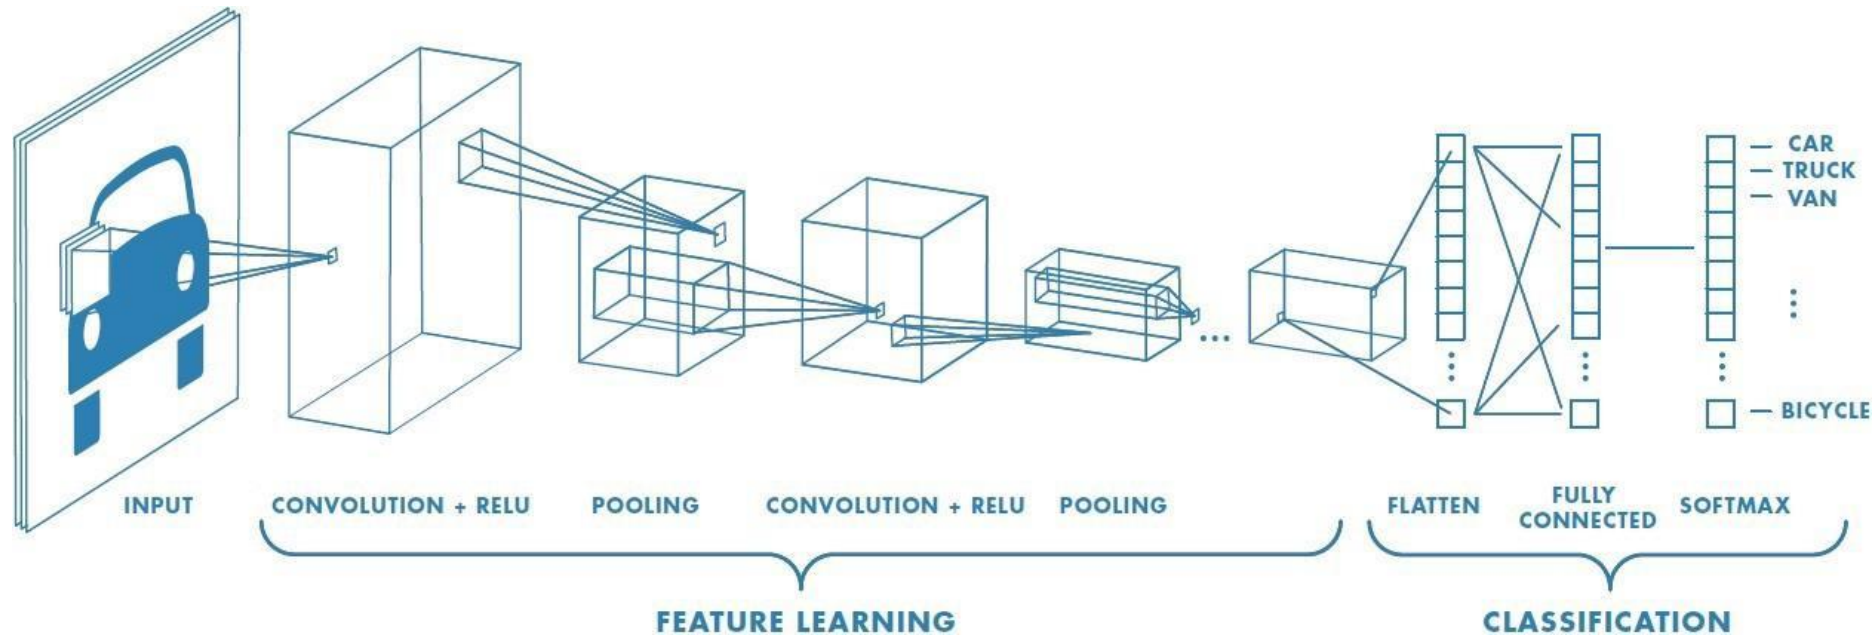 CAR
TRUCK
VAN
BICYCLE
INPUT
CONVOLUTION + RELU
POOLING
CONVOLUTION + RELU
POOLING
FLATTEN
FULLY
CONNECTED
SOFTMAX
FEATURE LEARNING
CLASSIFICATION